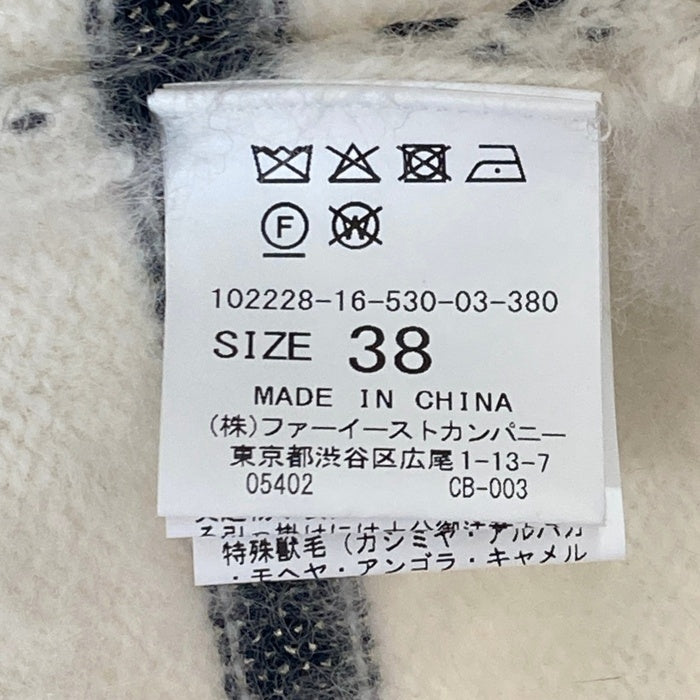 F W
102228-16-530-03-380
SIZE 38
MADE IN CHINA
(株)ファーイーストカンパニー
東京都渋谷区広尾1-13-7
05402 CB-003
特殊獣毛(カシミヤ・アルパカ
・モヘヤ・アンゴラ・キャメル